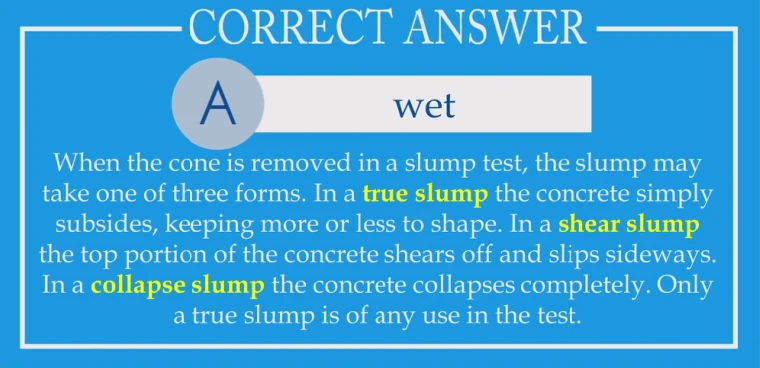 CORRECT ANSWER
A
wet
When the cone is removed in a slump test, the slump may
take one of three forms. In a true slump the concrete simply
subsides, keeping more or less to shape. In a shear slump
the top portion of the concrete shears off and slips sideways.
In a collapse slump the concrete collapses completely. Only
a true slump is of any use in the test.